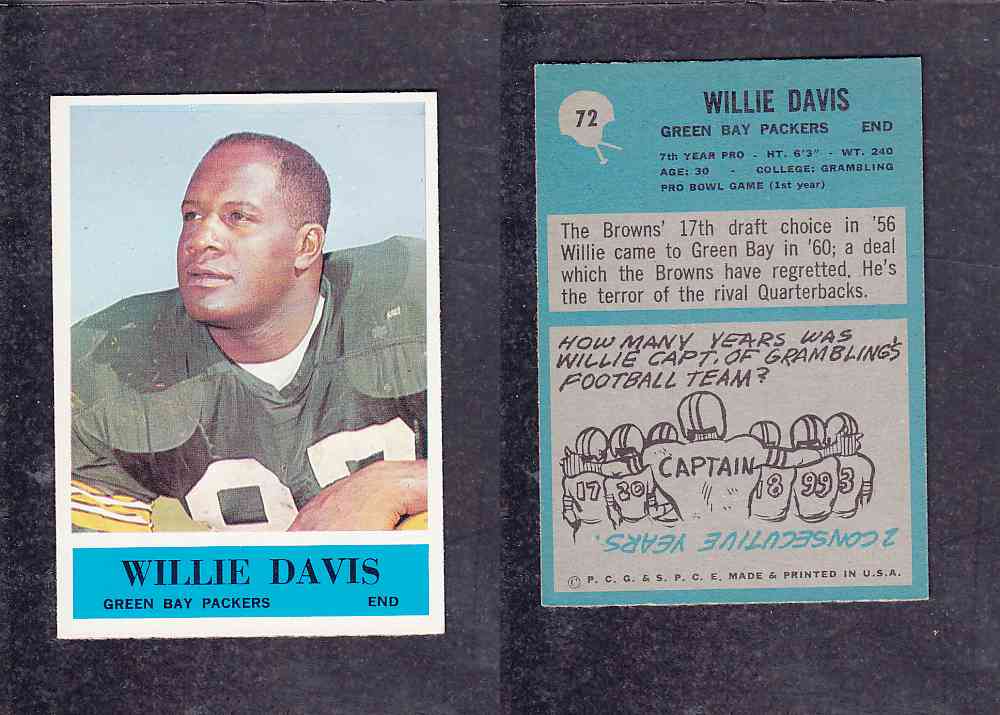 WILLIE DAVIS
GREEN BAY PACKERS END
72
WILLIE DAVIS
GREEN BAY PACKERS END
7th YEAR PRO - HT. 6'3" - WT. 240
AGE: 30 - COLLEGE: GRAMBLING
PRO BOWL GAME (1st year)
The Browns' 17th draft choice in '56
Willie came to Green Bay in '60; a deal
which the Browns have regretted. He's
the terror of the rival Quarterbacks.
HOW MANY YEARS WAS
WILLIE CAPT. OF GRAMBLING'S
FOOTBALL TEAM?
CAPTAIN
17 20 18 99 3
2 CONSECUTIVE YEARS.
© P. C. G. & S. P. C. E. MADE & PRINTED IN U.S.A.